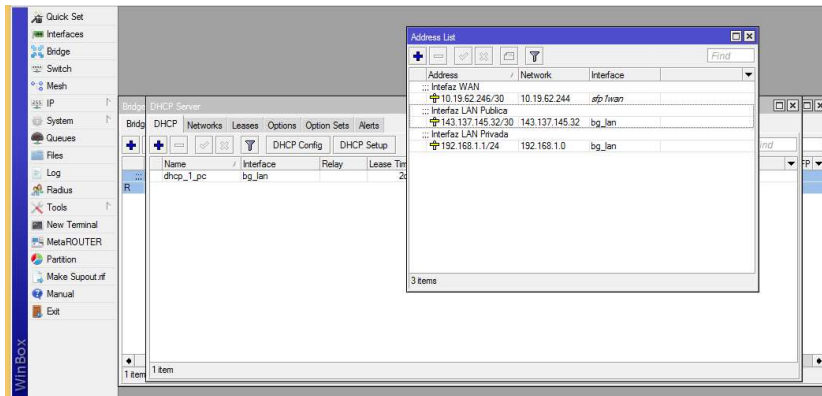 Quick Set
Interfaces
Bridge
Switch
Mesh
IP
System
Queues
Files
Log
Radius
Tools
New Terminal
MetaROUTER
Partition
Make Supout.rif
Manual
Exit
WinBox
Bridge
Bridg
R
1 item
DHCP Server
DHCP Networks Leases Options Option Sets Alerts
DHCP Config DHCP Setup
Name / Interface Relay Lease Tim
dhcp_1_pc bg_lan
1 item
Address List
Find
Address / Network Interface
;;; Intefaz WAN
10.19.62.246/30 10.19.62.244 sfp1wan
;;; Interfaz LAN Publica
143.137.145.32/30 143.137.145.32 bg_lan
;;; Interfaz LAN Privada
192.168.1.1/24 192.168.1.0 bg_lan
3 items